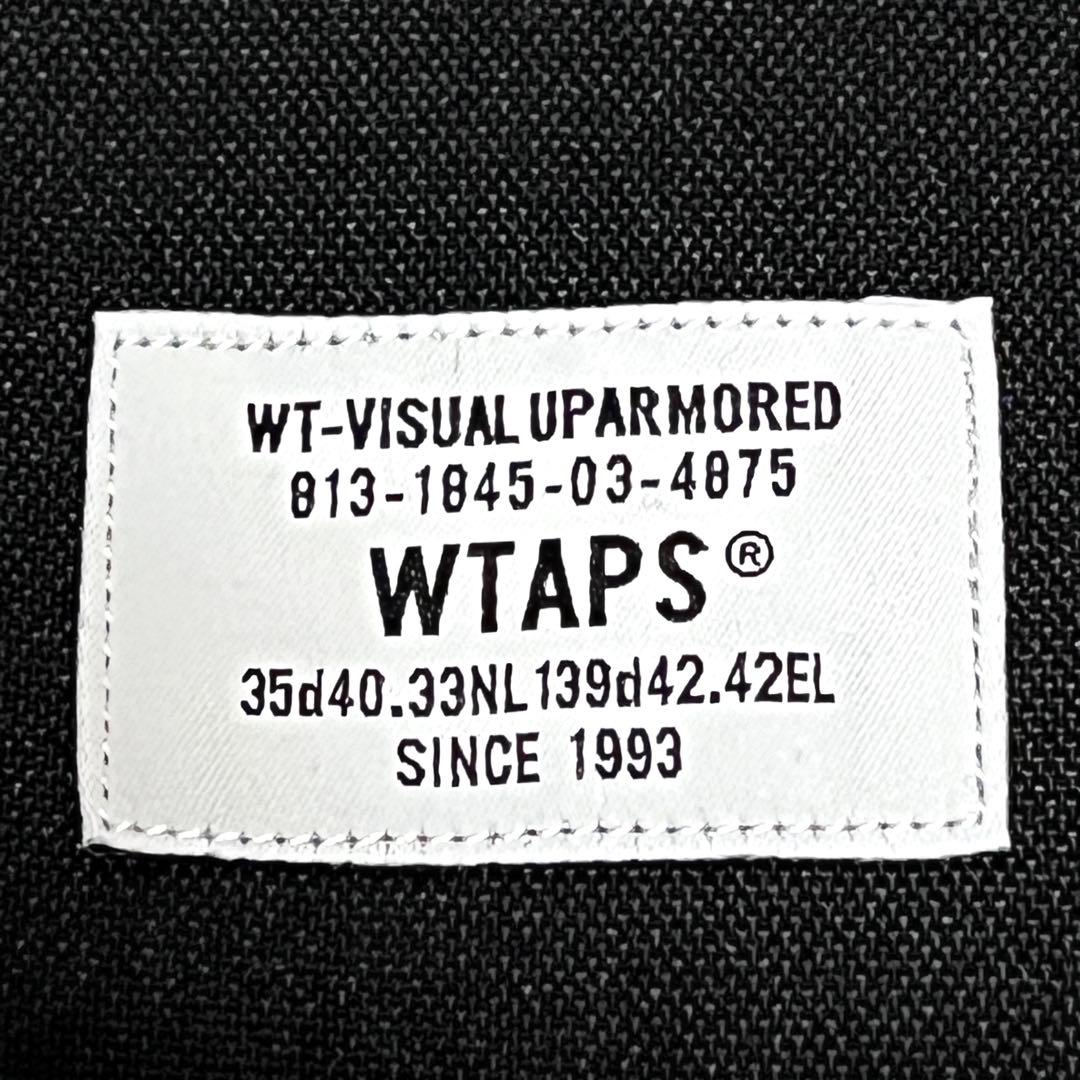 WT-VISUAL UPARMORED
813-1845-03-4875
WTAPS®
35d40.33NL139d42.42EL
SINCE 1993